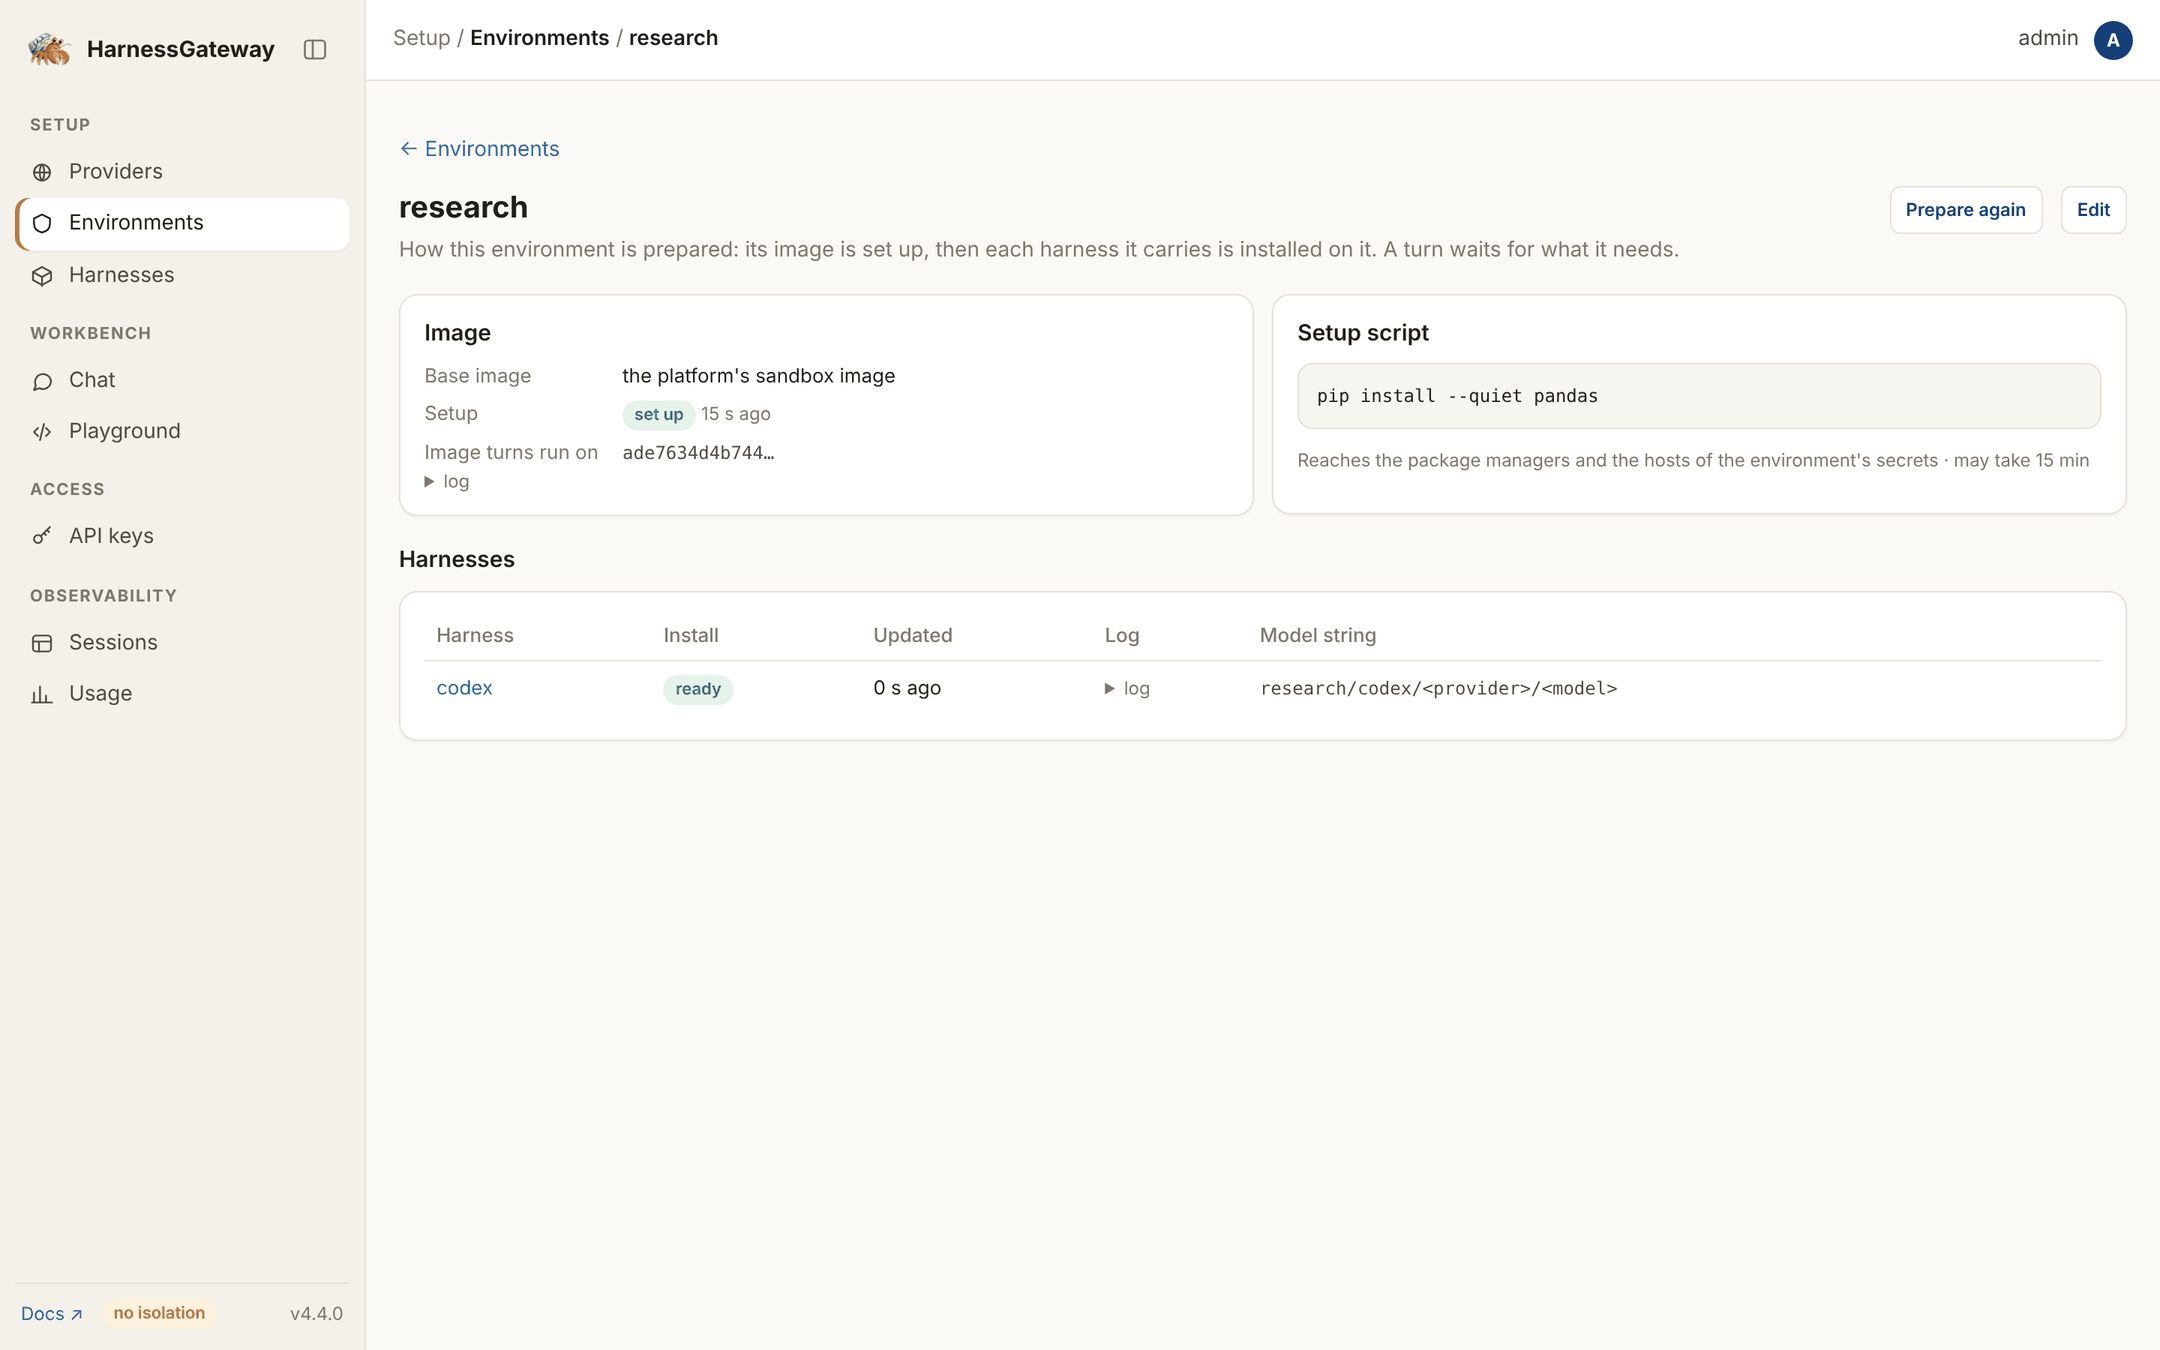 HarnessGateway
Setup / Environments / research
admin
A
SETUP
Providers
Environments
Harnesses
WORKBENCH
Chat
Playground
ACCESS
API keys
OBSERVABILITY
Sessions
Usage
Docs ↗
no isolation
v4.4.0
← Environments
research
Prepare again
Edit
How this environment is prepared: its image is set up, then each harness it carries is installed on it. A turn waits for what it needs.
Image
Base image the platform's sandbox image
Setup set up 15 s ago
Image turns run on ade7634d4b744…
▶ log
Setup script
pip install --quiet pandas
Reaches the package managers and the hosts of the environment's secrets · may take 15 min
Harnesses
Harness Install Updated Log Model string
codex ready 0 s ago ▶ log research/codex/<provider>/<model>